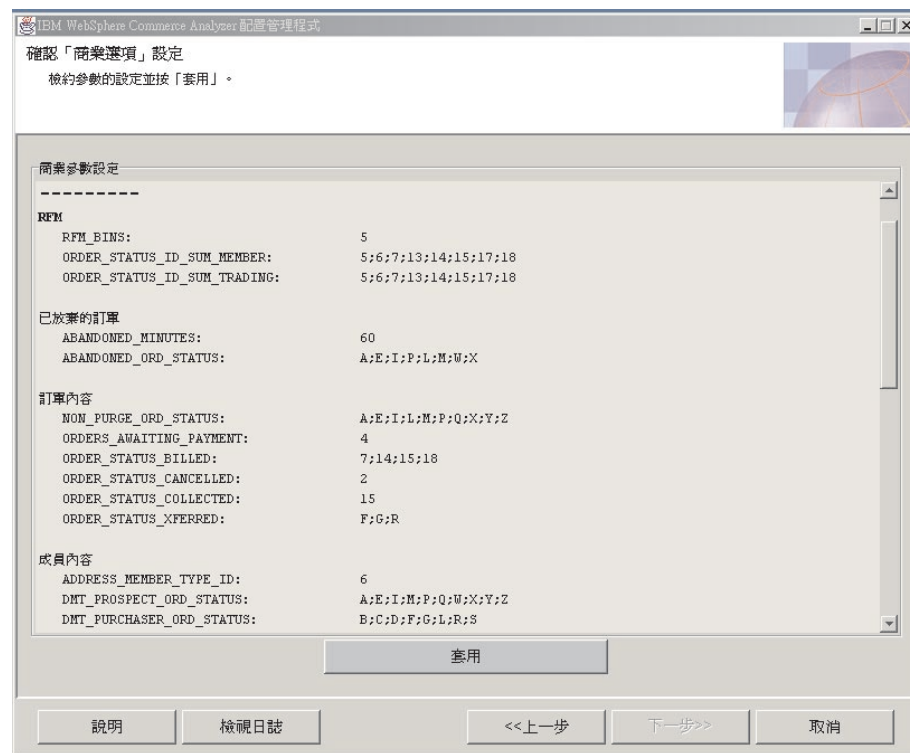 IBM WebSphere Commerce Analyzer 配置管理程式
確認「商業選項」設定
檢約參數的設定並按「套用」。
商業參數設定
---------
RFM
RFM_BINS: 5
ORDER_STATUS_ID_SUM_MEMBER: 5;6;7;13;14;15;17;18
ORDER_STATUS_ID_SUM_TRADING: 5;6;7;13;14;15;17;18
已放棄的訂單
ABANDONED_MINUTES: 60
ABANDONED_ORD_STATUS: A;E;I;P;L;M;W;X
訂單內容
NON_PURGE_ORD_STATUS: A;E;I;L;M;P;Q;X;Y;Z
ORDERS_AWAITING_PAYMENT: 4
ORDER_STATUS_BILLED: 7;14;15;18
ORDER_STATUS_CANCELLED: 2
ORDER_STATUS_COLLECTED: 15
ORDER_STATUS_XFERRED: F;G;R
成員內容
ADDRESS_MEMBER_TYPE_ID: 6
DMT_PROSPECT_ORD_STATUS: A;E;I;M;P;Q;W;X;Y;Z
DMT_PURCHASER_ORD_STATUS: B;C;D;F;G;L;R;S
套用
說明 檢視日誌 <<上一步 下一步>> 取消